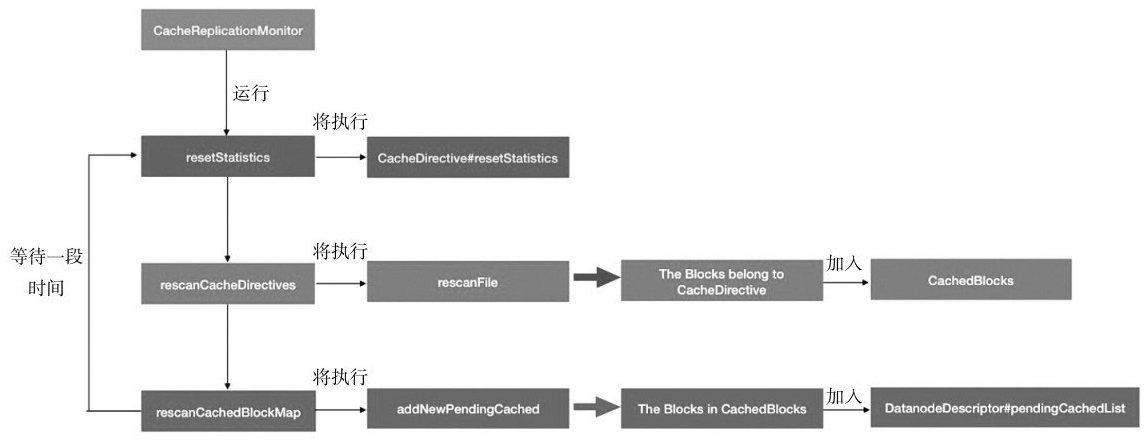 CacheReplicationMonitor
运行
将执行
resetStatistics
CacheDirective#resetStatistics
等待一段
时间
将执行
加入
rescanCacheDirectives
rescanFile
The Blocks belong to
CacheDirective
CachedBlocks
将执行
加入
rescanCachedBlockMap
addNewPendingCached
The Blocks in CachedBlocks
DatanodeDescriptor#pendingCachedList